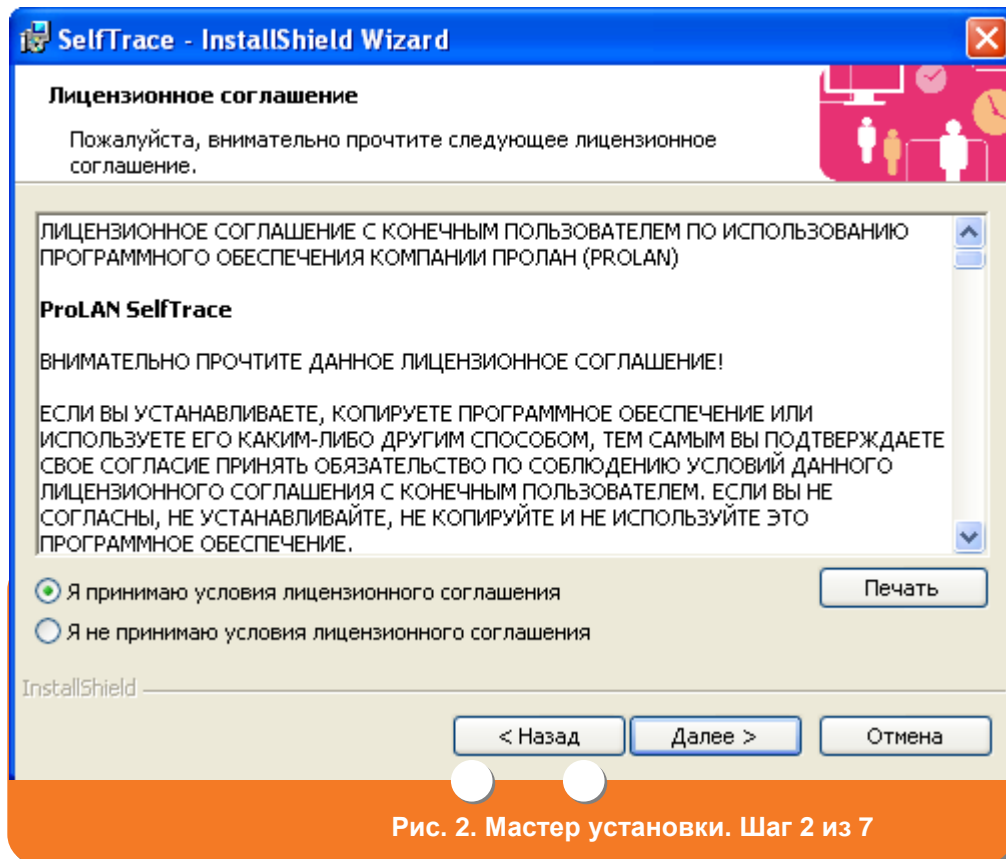 SelfTrace - InstallShield Wizard
Лицензионное соглашение
Пожалуйста, внимательно прочтите следующее лицензионное
соглашение.
ЛИЦЕНЗИОННОЕ СОГЛАШЕНИЕ С КОНЕЧНЫМ ПОЛЬЗОВАТЕЛЕМ ПО ИСПОЛЬЗОВАНИЮ
ПРОГРАММНОГО ОБЕСПЕЧЕНИЯ КОМПАНИИ ПРОЛАН (PROLAN)
ProLAN SelfTrace
ВНИМАТЕЛЬНО ПРОЧТИТЕ ДАННОЕ ЛИЦЕНЗИОННОЕ СОГЛАШЕНИЕ!
ЕСЛИ ВЫ УСТАНАВЛИВАЕТЕ, КОПИРУЕТЕ ПРОГРАММНОЕ ОБЕСПЕЧЕНИЕ ИЛИ
ИСПОЛЬЗУЕТЕ ЕГО КАКИМ-ЛИБО ДРУГИМ СПОСОБОМ, ТЕМ САМЫМ ВЫ ПОДТВЕРЖДАЕТЕ
СВОЕ СОГЛАСИЕ ПРИНЯТЬ ОБЯЗАТЕЛЬСТВО ПО СОБЛЮДЕНИЮ УСЛОВИЙ ДАННОГО
ЛИЦЕНЗИОННОГО СОГЛАШЕНИЯ С КОНЕЧНЫМ ПОЛЬЗОВАТЕЛЕМ. ЕСЛИ ВЫ НЕ
СОГЛАСНЫ, НЕ УСТАНАВЛИВАЙТЕ, НЕ КОПИРУЙТЕ И НЕ ИСПОЛЬЗУЙТЕ ЭТО
ПРОГРАММНОЕ ОБЕСПЕЧЕНИЕ.
Я принимаю условия лицензионного соглашения
Печать
Я не принимаю условия лицензионного соглашения
InstallShield
< Назад
Далее >
Отмена
Рис. 2. Мастер установки. Шаг 2 из 7